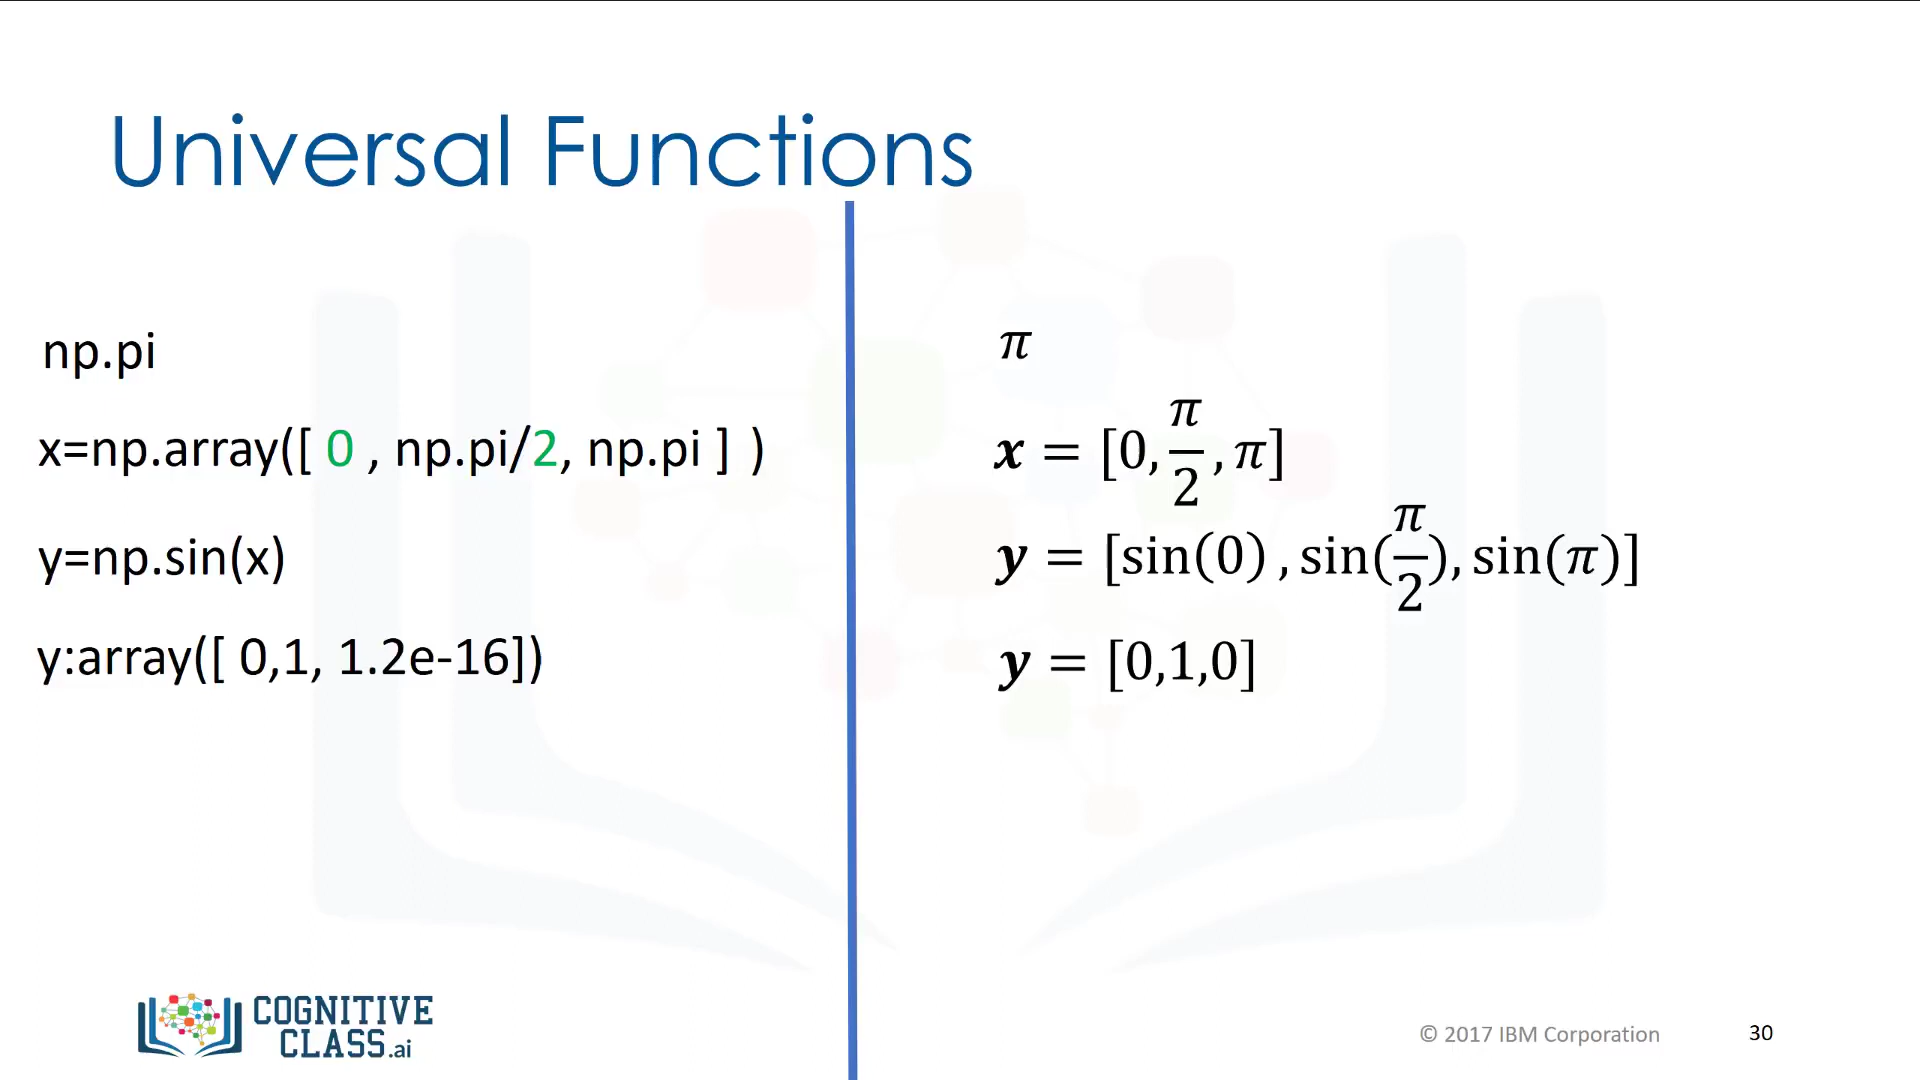 Universal Functions
np.pi
x=np.array([ 0 , np.pi/2, np.pi ] )
y=np.sin(x)
y:array([ 0,1, 1.2e-16])
π
x = [0, π/2 , π]
y = [sin(0) , sin(π/2), sin(π)]
y = [0,1,0]
COGNITIVE
CLASS.ai
© 2017 IBM Corporation
30